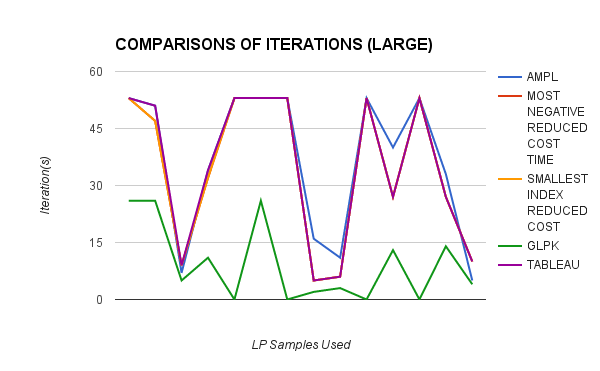 COMPARISONS OF ITERATIONS (LARGE)
60
45
30
15
0
Iteration(s)
LP Samples Used
AMPL
MOST
NEGATIVE
REDUCED
COST
TIME
SMALLEST
INDEX
REDUCED
COST
GLPK
TABLEAU